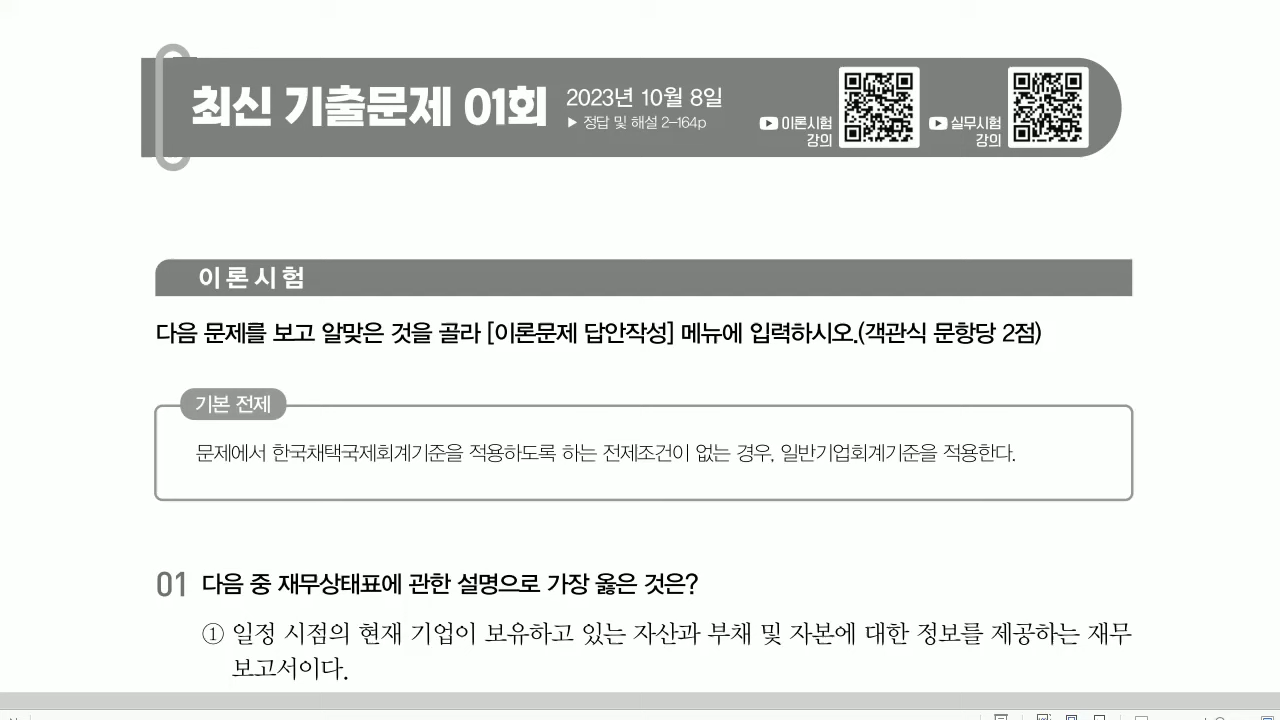 최신 기출문제 01회
2023년 10월 8일
▶ 정답 및 해설 2-164p
이론시험
강의
실무시험
강의
이론시험
다음 문제를 보고 알맞은 것을 골라 [이론문제 답안작성] 메뉴에 입력하시오.(객관식 문항당 2점)
기본 전제
문제에서 한국채택국제회계기준을 적용하도록 하는 전제조건이 없는 경우, 일반기업회계기준을 적용한다.
01 다음 중 재무상태표에 관한 설명으로 가장 옳은 것은?
① 일정 시점의 현재 기업이 보유하고 있는 자산과 부채 및 자본에 대한 정보를 제공하는 재무
보고서이다.